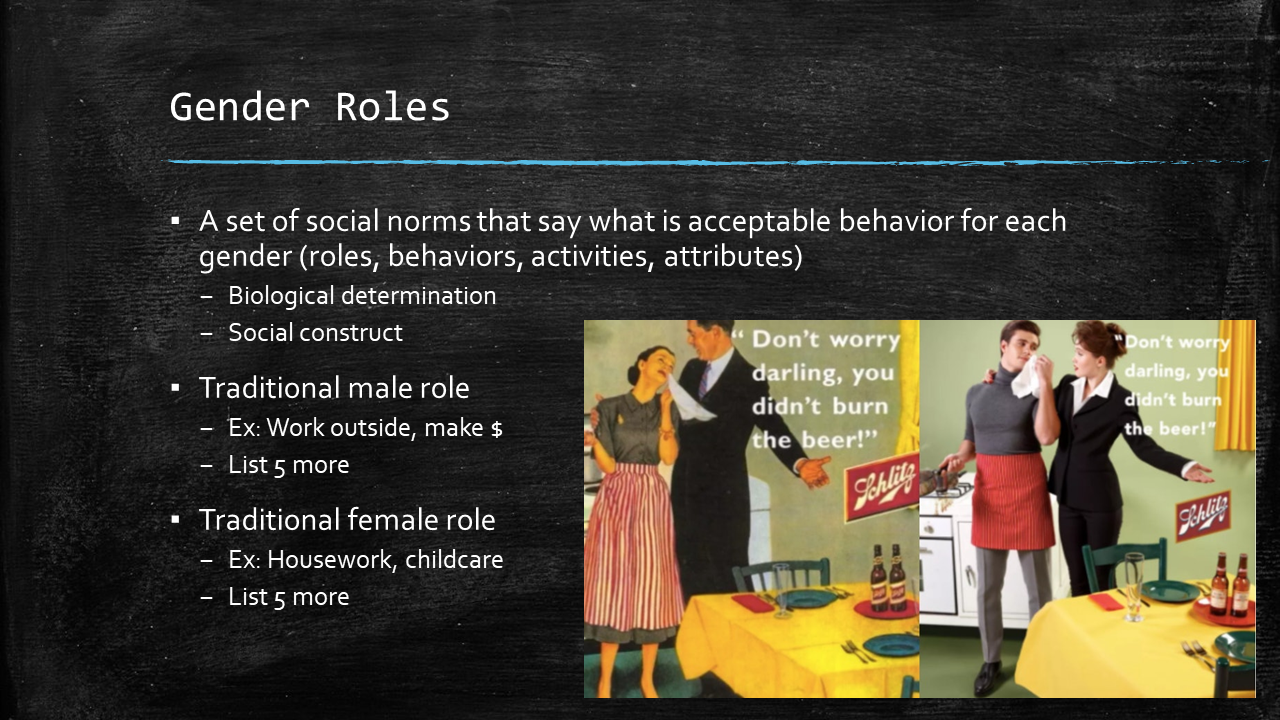 Gender Roles
▪ A set of social norms that say what is acceptable behavior for each
gender (roles, behaviors, activities, attributes)
– Biological determination
– Social construct
▪ Traditional male role
– Ex: Work outside, make $
– List 5 more
▪ Traditional female role
– Ex: Housework, childcare
– List 5 more
“ Don’t worry
darling, you
didn’t burn
the beer!”
Schlitz
“Don’t worry
darling, you
didn’t burn
the beer!”
Schlitz